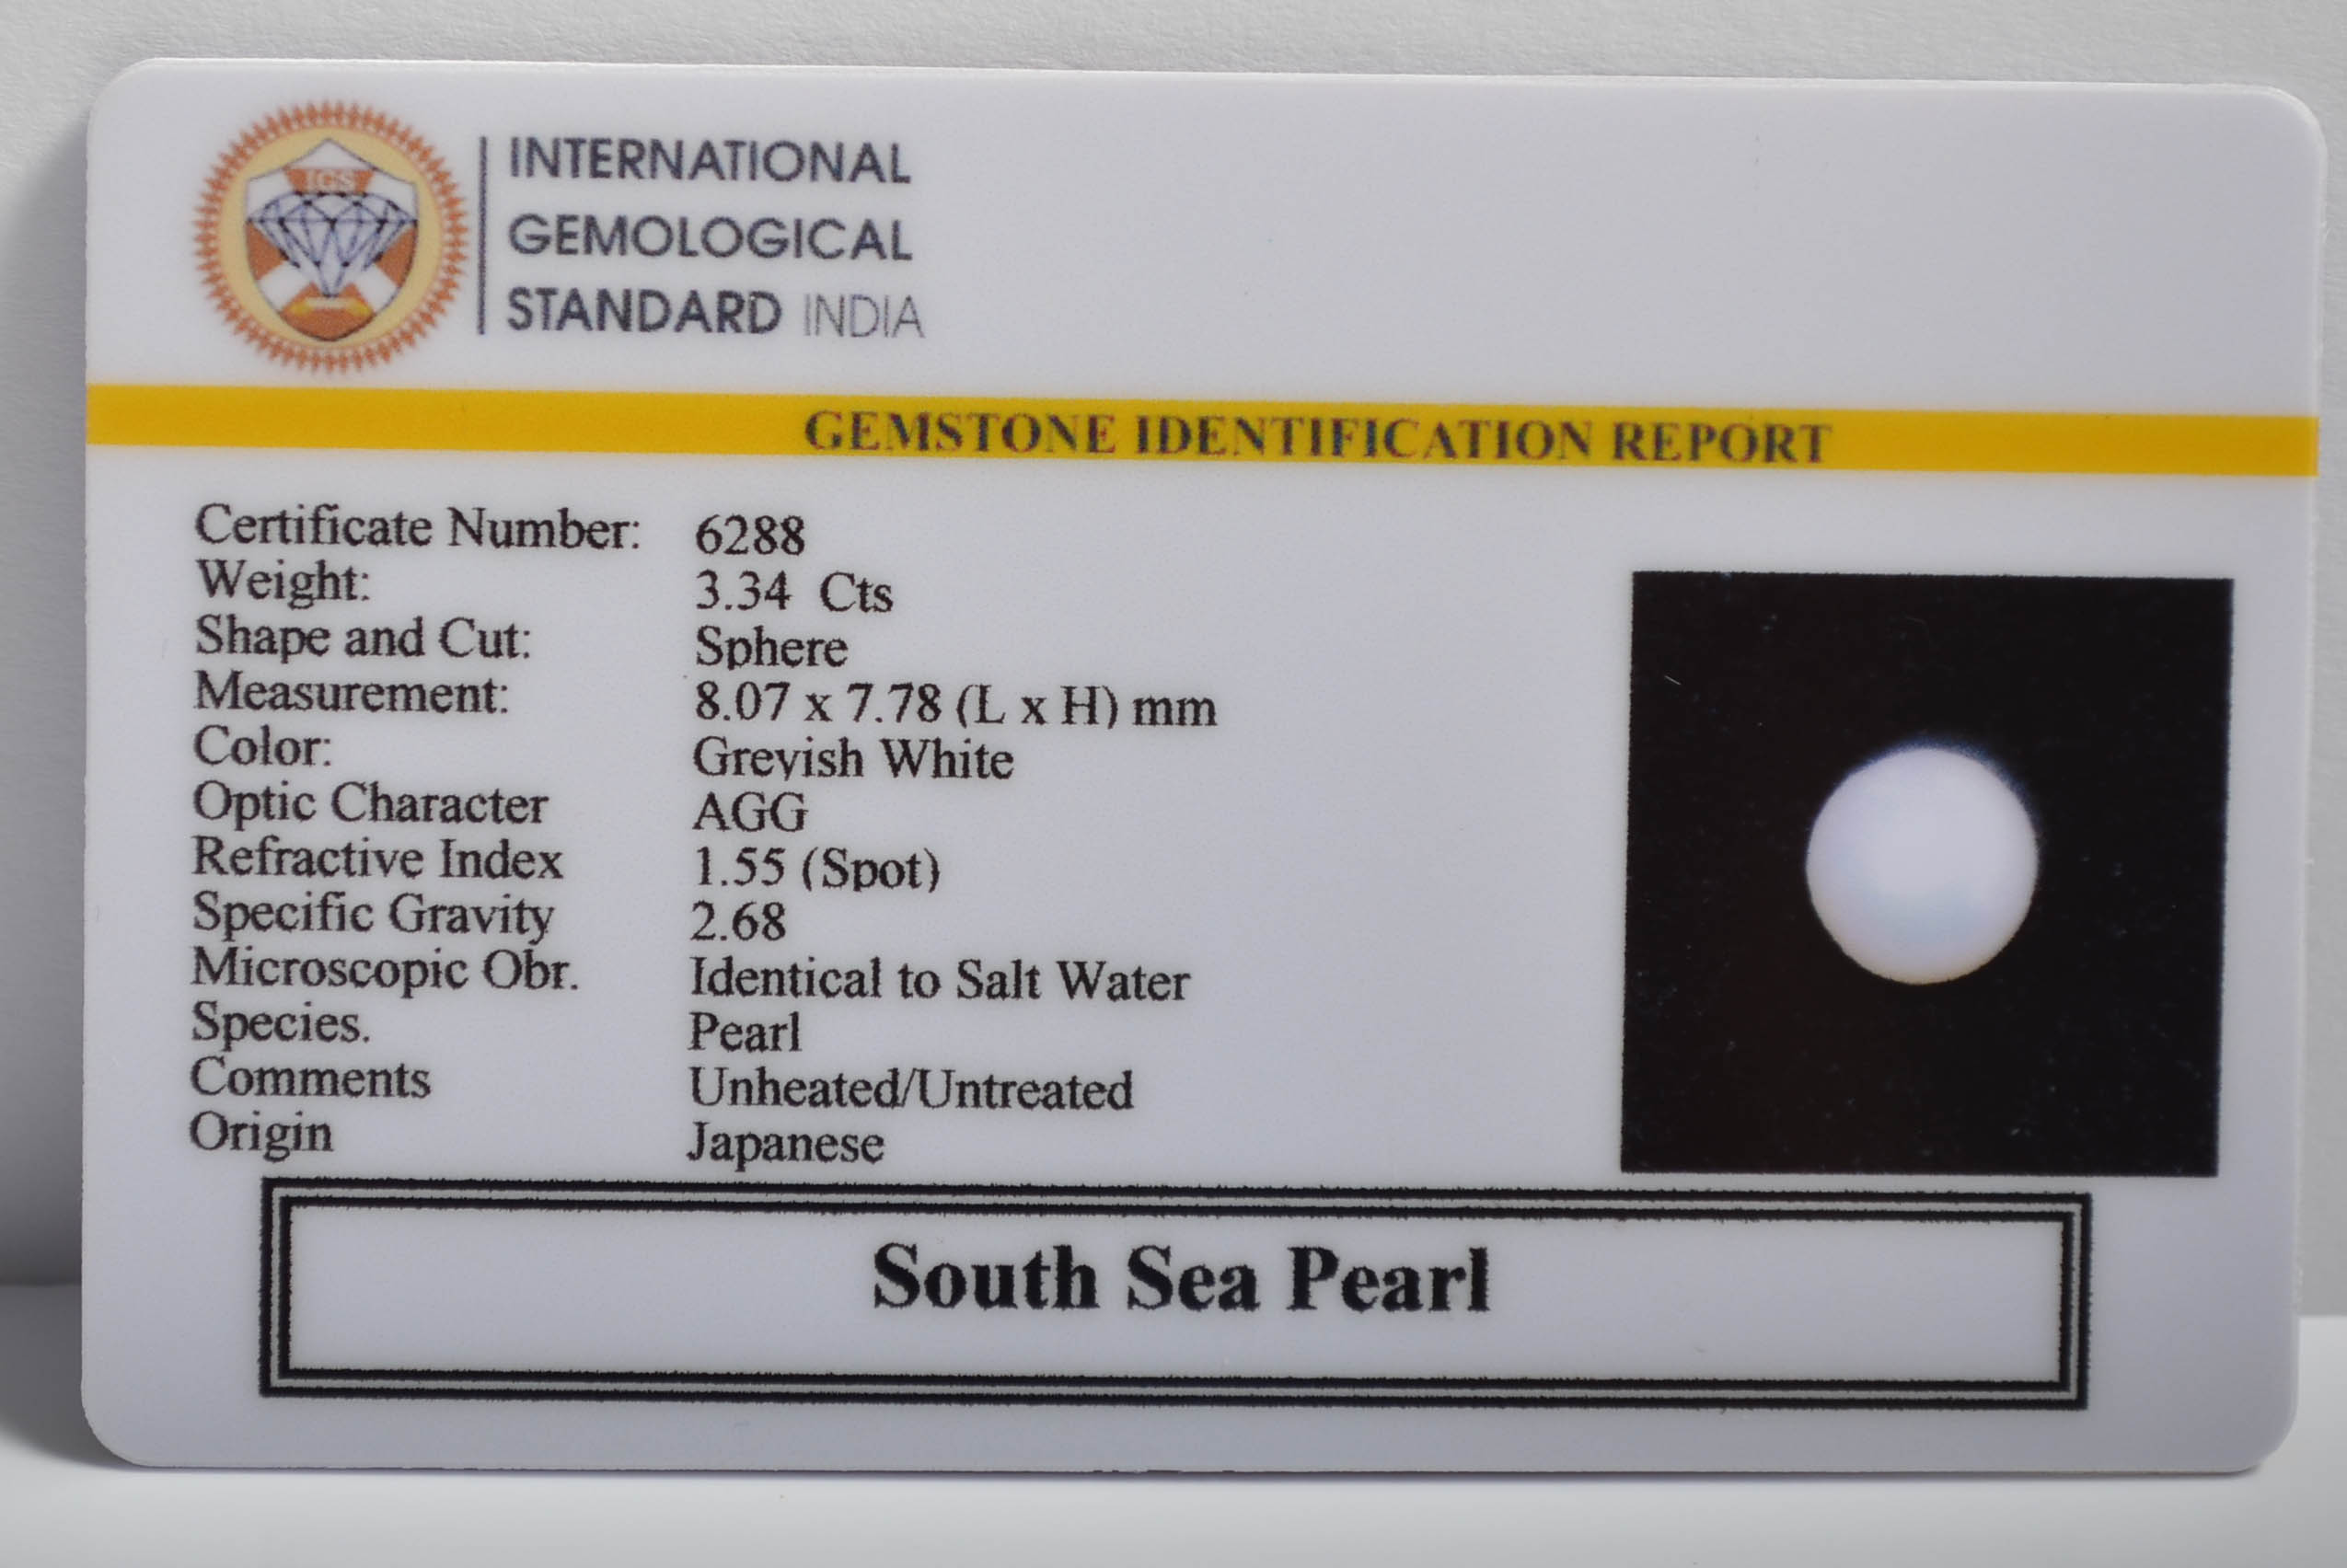 IGS
INTERNATIONAL
GEMOLOGICAL
STANDARD INDIA
GEMSTONE IDENTIFICATION REPORT
Certificate Number: 6288
Weight: 3.34 Cts
Shape and Cut: Sphere
Measurement: 8.07 x 7.78 (L x H) mm
Color: Greyish White
Optic Character AGG
Refractive Index 1.55 (Spot)
Specific Gravity 2.68
Microscopic Obr. Identical to Salt Water
Species. Pearl
Comments Unheated/Untreated
Origin Japanese
South Sea Pearl